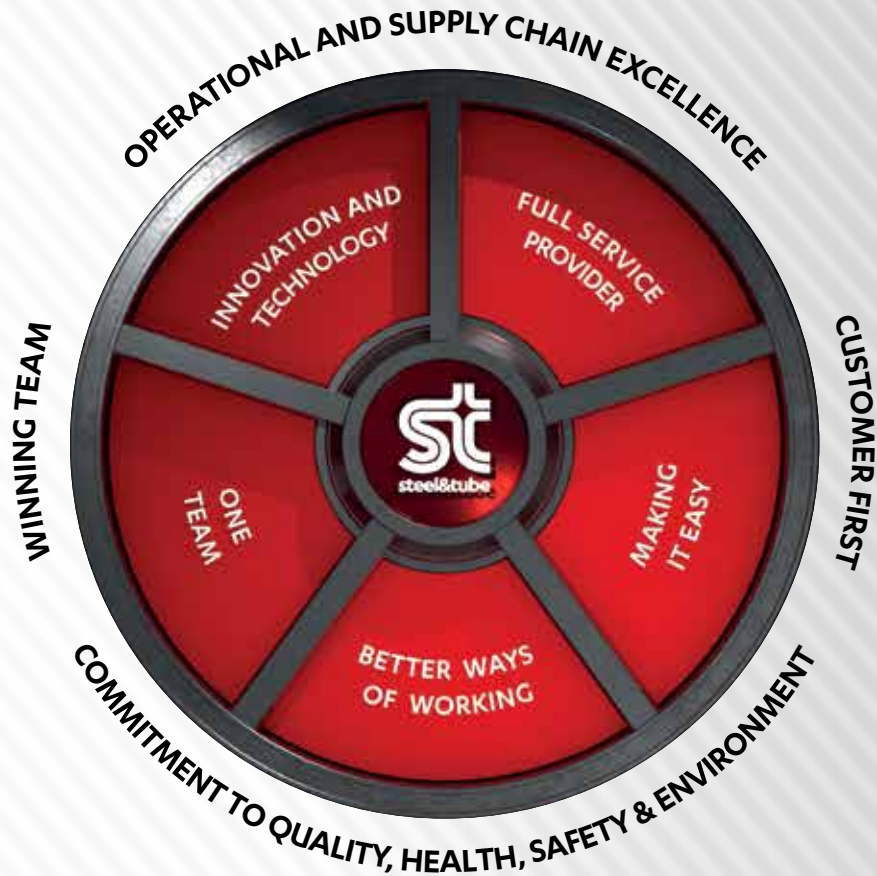 OPERATIONAL AND SUPPLY CHAIN EXCELLENCE
INNOVATION AND
TECHNOLOGY
FULL SERVICE
PROVIDER
WINNING TEAM
CUSTOMER FIRST
st
steel&tube
ONE
TEAM
MAKING
IT EASY
BETTER WAYS
OF WORKING
COMMITMENT TO QUALITY, HEALTH, SAFETY & ENVIRONMENT